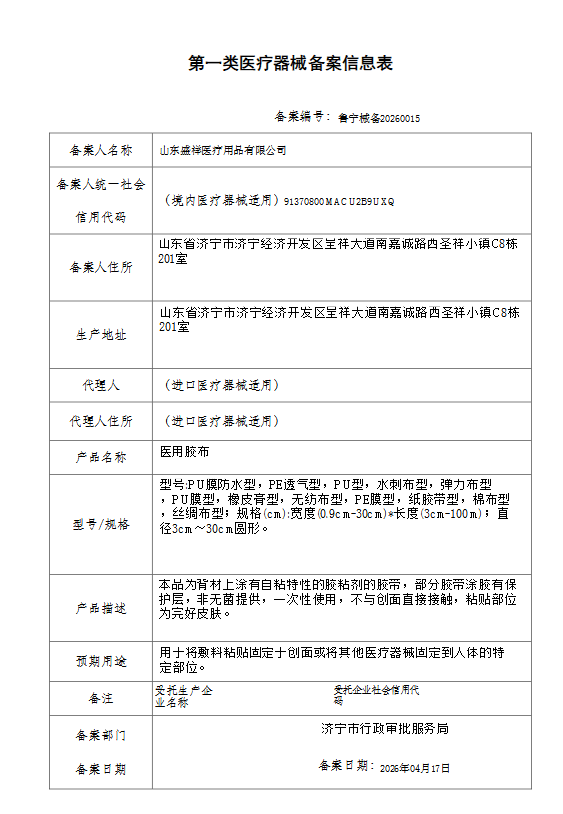 第一类医疗器械备案信息表
备案编号：鲁宁械备20260015
备案人名称
山东盛祥医疗用品有限公司
备案人统一社会
信用代码
（境内医疗器械适用）91370800MACU2B9UXQ
备案人住所
山东省济宁市济宁经济开发区呈祥大道南嘉诚路西圣祥小镇C8栋
201室
生产地址
山东省济宁市济宁经济开发区呈祥大道南嘉诚路西圣祥小镇C8栋
201室
代理人
（进口医疗器械适用）
代理人住所
（进口医疗器械适用）
产品名称
医用胶布
型号/规格
型号:PU膜防水型，PE透气型，PU型，水刺布型，弹力布型
，PU膜型，橡皮膏型，无纺布型，PE膜型，纸胶带型，棉布型
，丝绸布型；规格(cm):宽度(0.9cm-30cm)*长度(3cm-100m)；直
径3cm～30cm圆形。
产品描述
本品为背材上涂有自粘特性的胶粘剂的胶带，部分胶带涂胶有保
护层，非无菌提供，一次性使用，不与创面直接接触，粘贴部位
为完好皮肤。
预期用途
用于将敷料粘贴固定于创面或将其他医疗器械固定到人体的特
定部位。
备注
受托生产企
业名称
受托企业社会信用代
码
备案部门
备案日期
济宁市行政审批服务局
备案日期：2026年04月17日